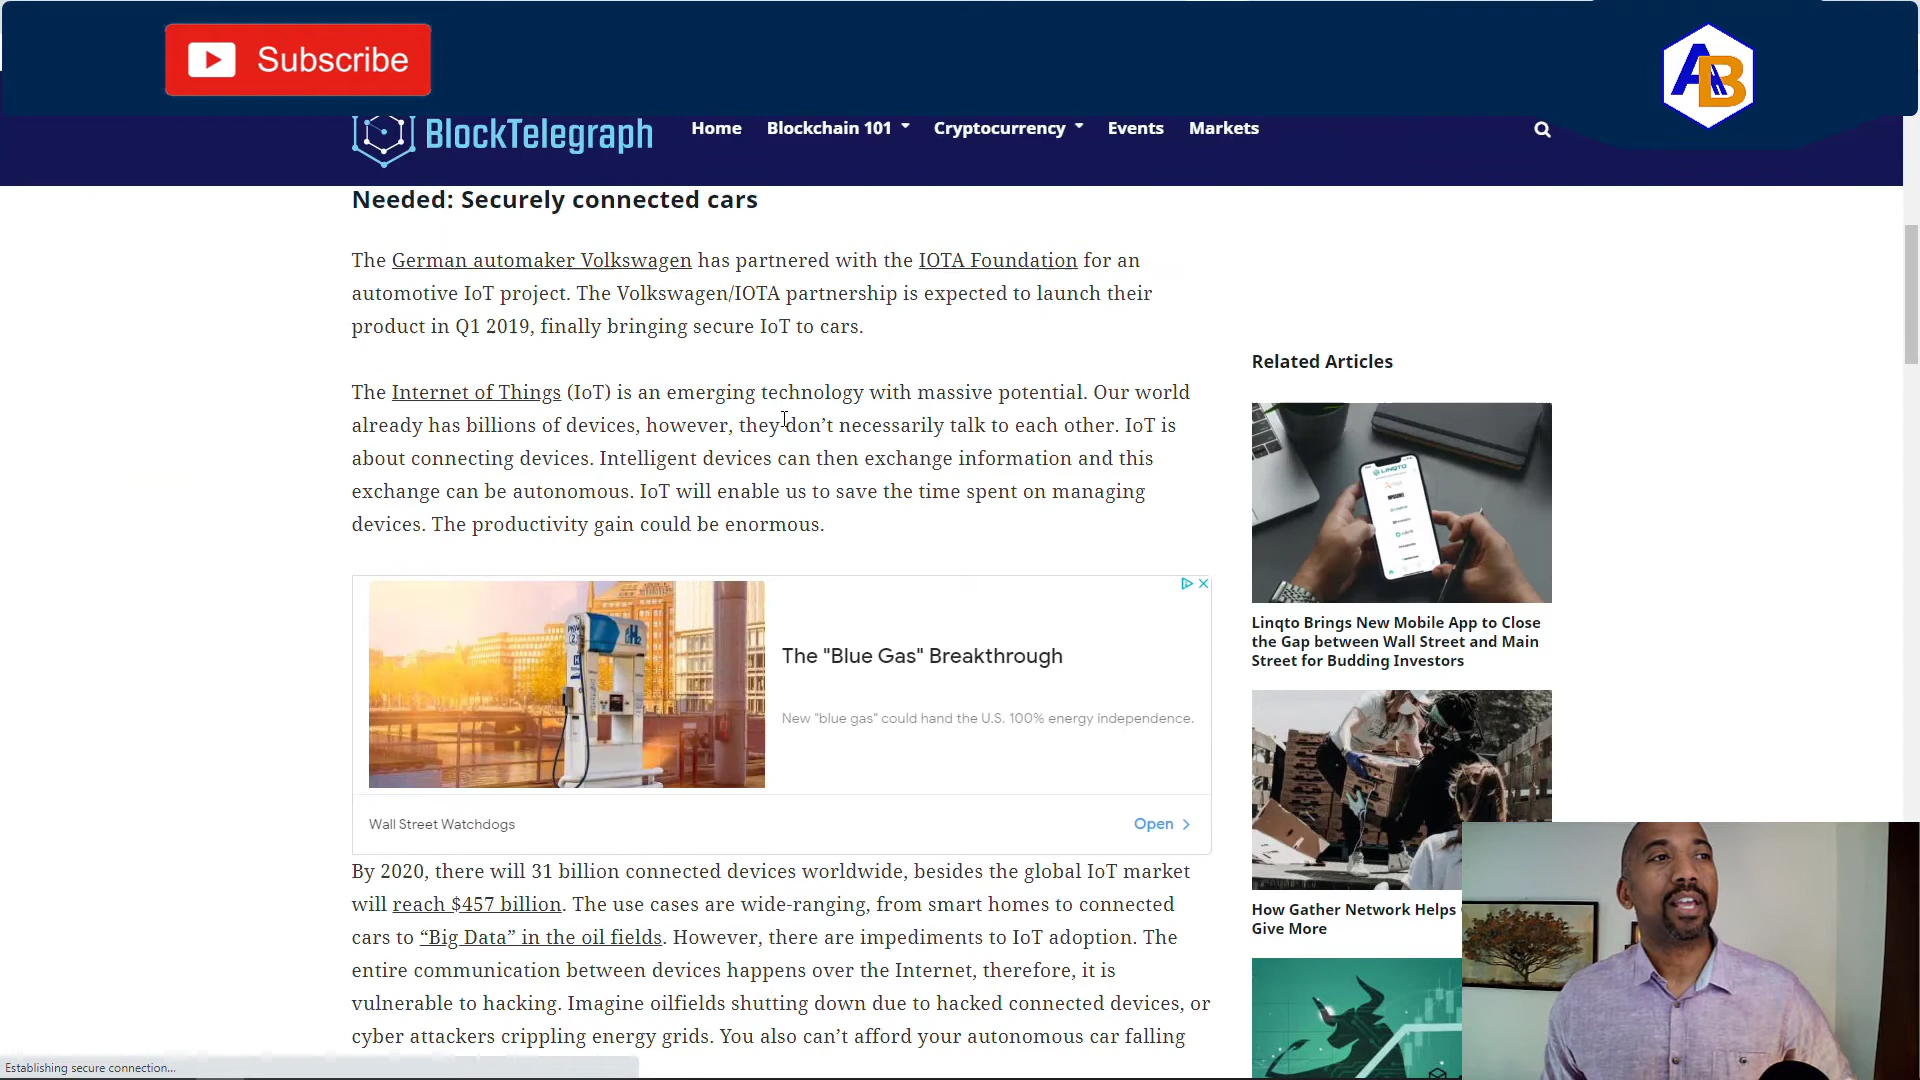 Subscribe
AB
BlockTelegraph
Home
Blockchain 101
Cryptocurrency
Events
Markets
Needed: Securely connected cars
The German automaker Volkswagen has partnered with the IOTA Foundation for an
automotive IoT project. The Volkswagen/IOTA partnership is expected to launch their
product in Q1 2019, finally bringing secure IoT to cars.
The Internet of Things (IoT) is an emerging technology with massive potential. Our world
already has billions of devices, however, they don’t necessarily talk to each other. IoT is
about connecting devices. Intelligent devices can then exchange information and this
exchange can be autonomous. IoT will enable us to save the time spent on managing
devices. The productivity gain could be enormous.
H2
The "Blue Gas" Breakthrough
New "blue gas" could hand the U.S. 100% energy independence.
Wall Street Watchdogs
Open
By 2020, there will 31 billion connected devices worldwide, besides the global IoT market
will reach $457 billion. The use cases are wide-ranging, from smart homes to connected
cars to “Big Data” in the oil fields. However, there are impediments to IoT adoption. The
entire communication between devices happens over the Internet, therefore, it is
vulnerable to hacking. Imagine oilfields shutting down due to hacked connected devices, or
cyber attackers crippling energy grids. You also can’t afford your autonomous car falling
Related Articles
LINQTO
Linqto Brings New Mobile App to Close
the Gap between Wall Street and Main
Street for Budding Investors
How Gather Network Helps
Give More
Establishing secure connection...